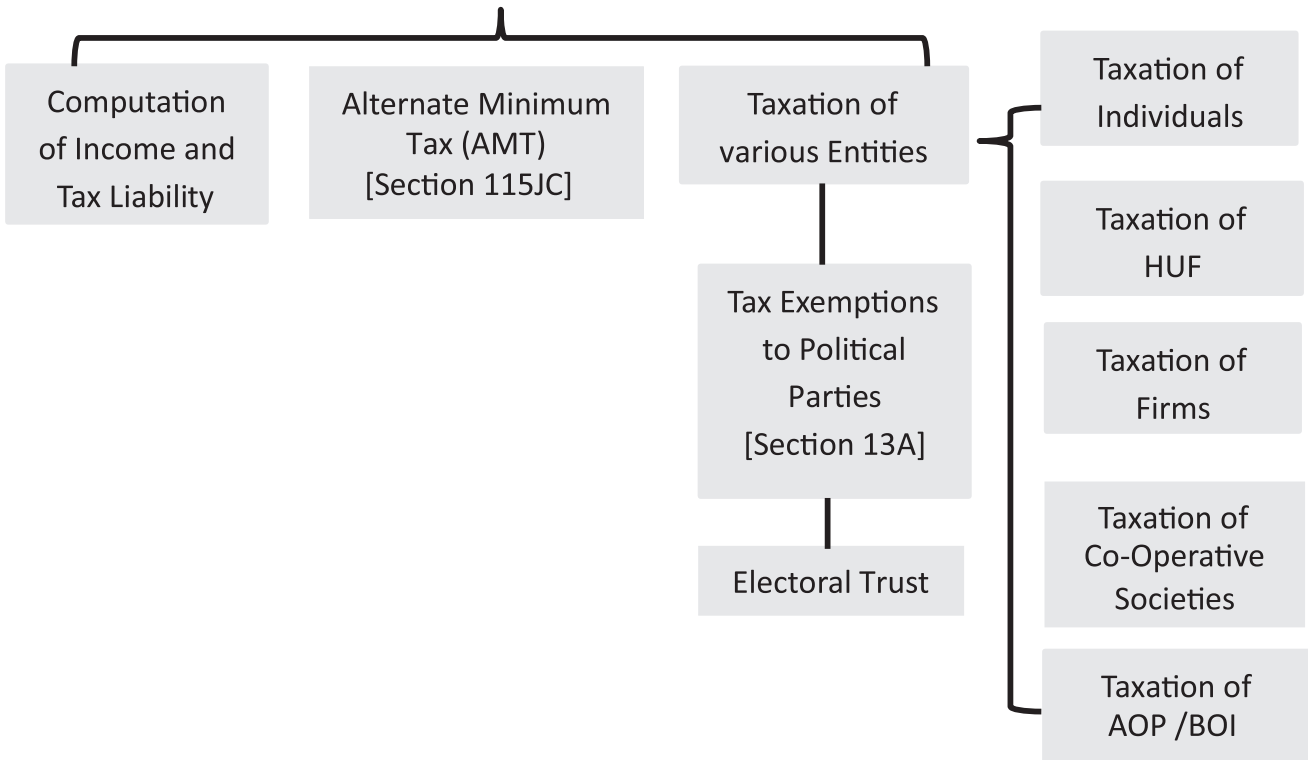 Computation
of Income and
Tax Liability
Alternate Minimum
Tax (AMT)
[Section 115JC]
Taxation of
various Entities
Tax Exemptions
to Political
Parties
[Section 13A]
Electoral Trust
Taxation of
Individuals
Taxation of
HUF
Taxation of
Firms
Taxation of
Co-Operative
Societies
Taxation of
AOP /BOI